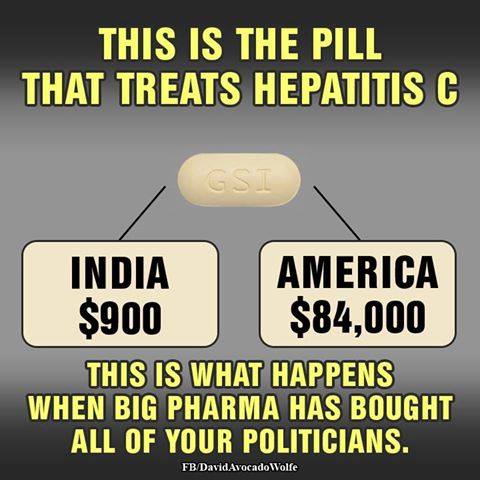 THIS IS THE PILL
THAT TREATS HEPATITIS C
GSI
INDIA
$900
AMERICA
$84,000
THIS IS WHAT HAPPENS
WHEN BIG PHARMA HAS BOUGHT
ALL OF YOUR POLITICIANS.
FB/DavidAvocadoWolfe